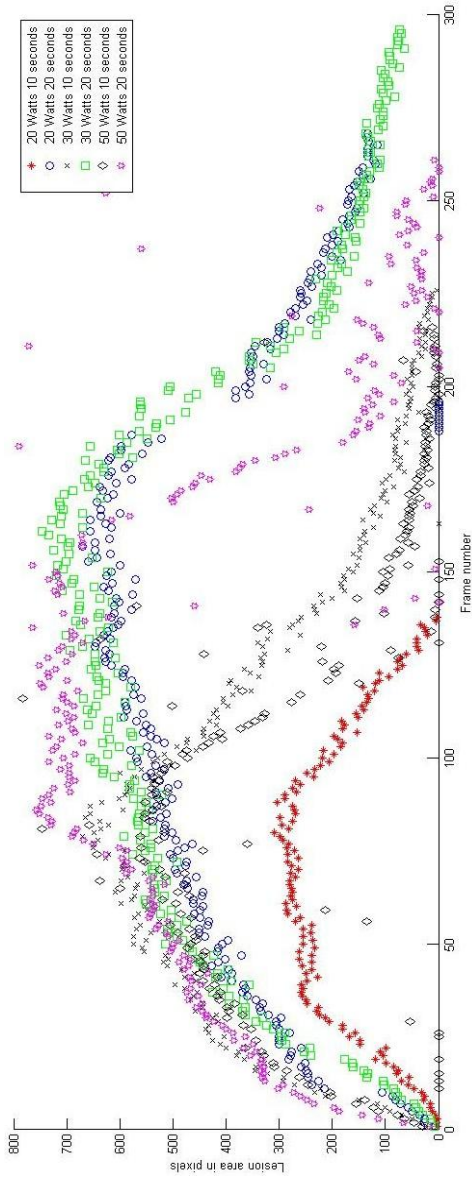 20 Watts 10 seconds
20 Watts 20 seconds
30 Watts 10 seconds
30 Watts 20 seconds
50 Watts 10 seconds
50 Watts 20 seconds
Lesion area in pixels
800
700
600
500
400
300
200
100
0
0
50
100
150
200
250
300
Frame number